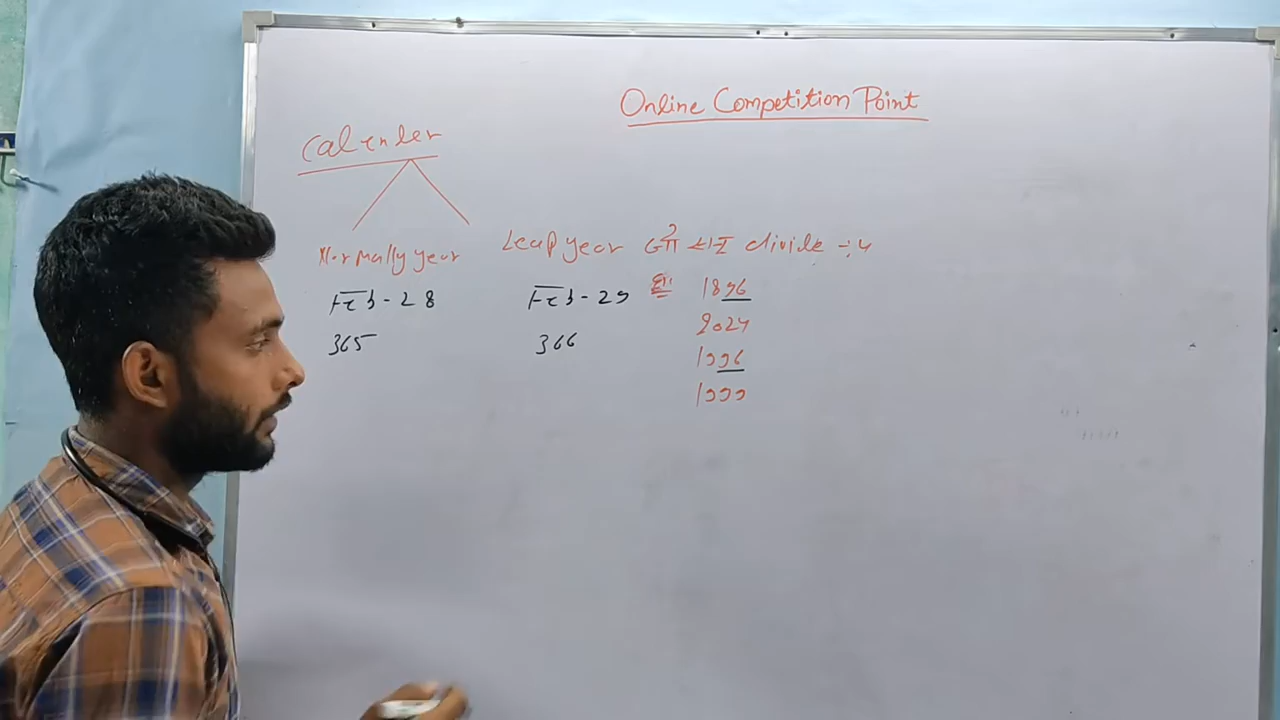 Online Competition Point
Calender
Normally year
Leap year
divide ÷ 4
Feb - 28
Feb - 29
1896
2024
365
366
1996
1999